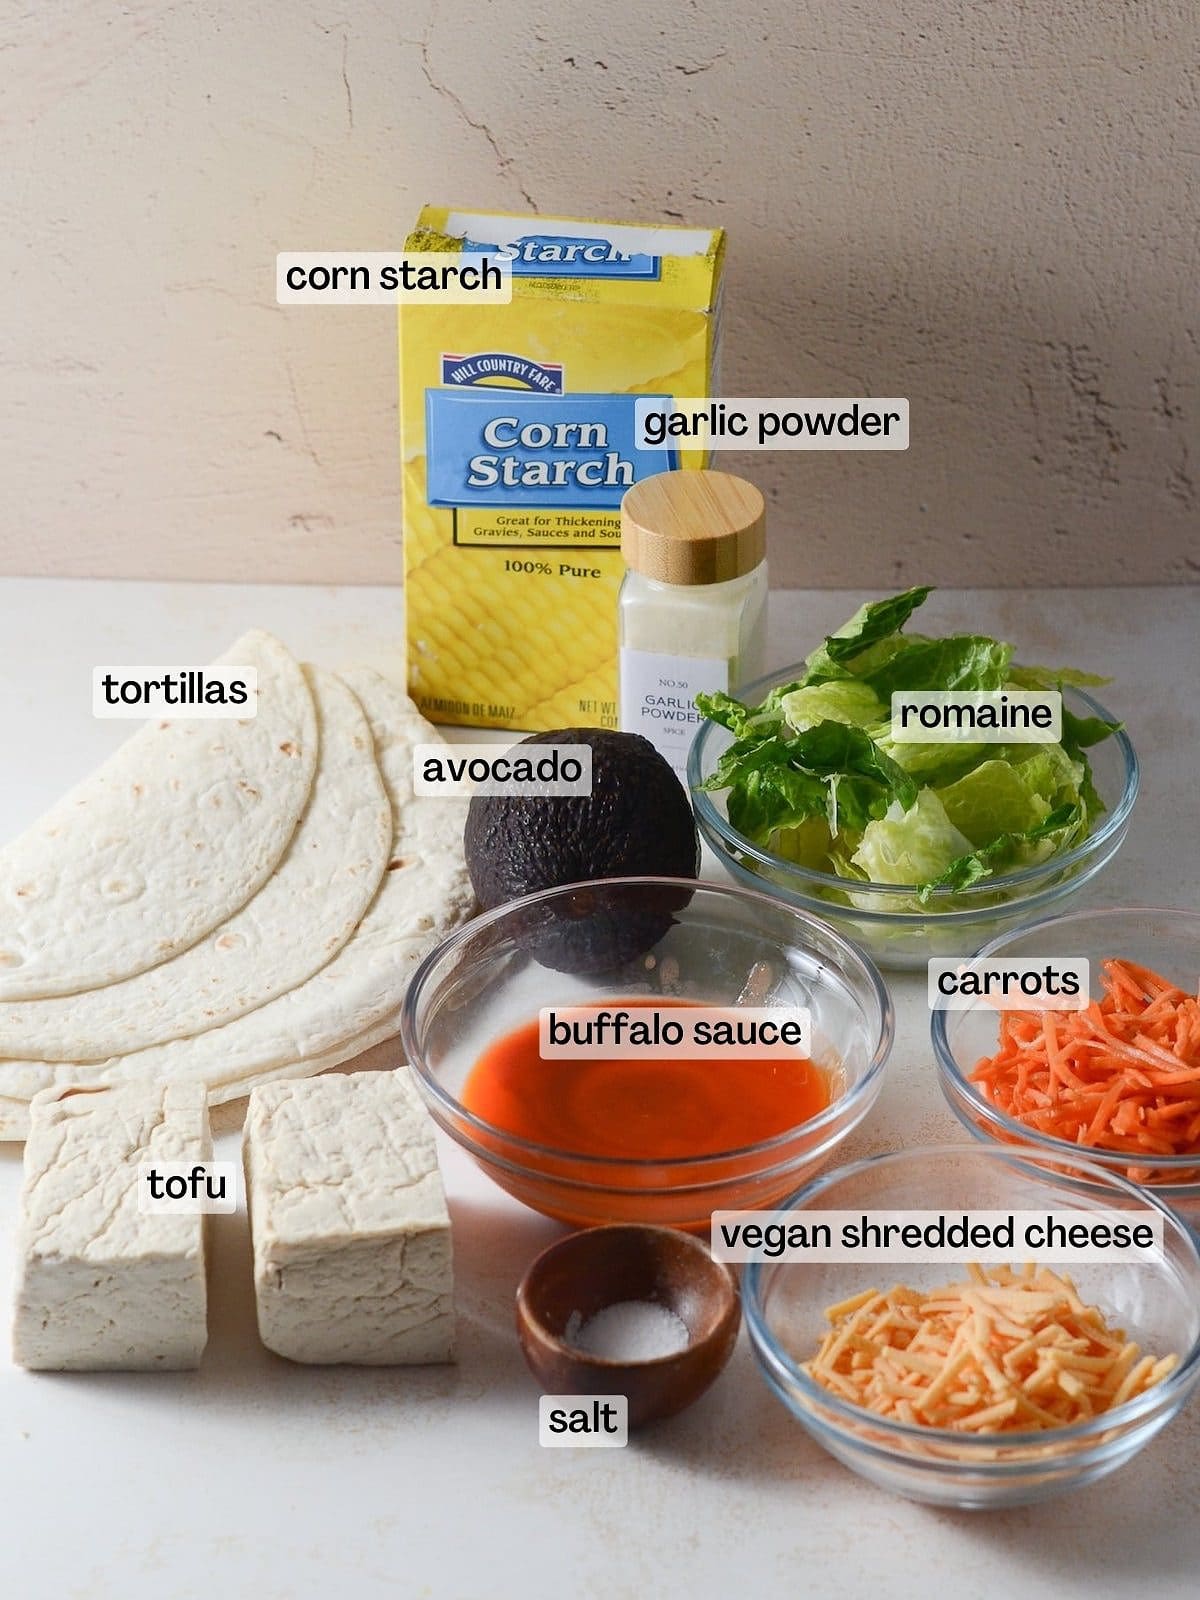 Starch
corn starch
HILL COUNTRY FARE
garlic powder
Corn
Starch
Great for Thickening
Gravies, Sauces and
100% Pure
tortillas
NO.50
GARLIC
POWDER
SPICE
ALMIDON DE MAIZ
NET WT
romaine
avocado
carrots
buffalo sauce
tofu
vegan shredded cheese
salt